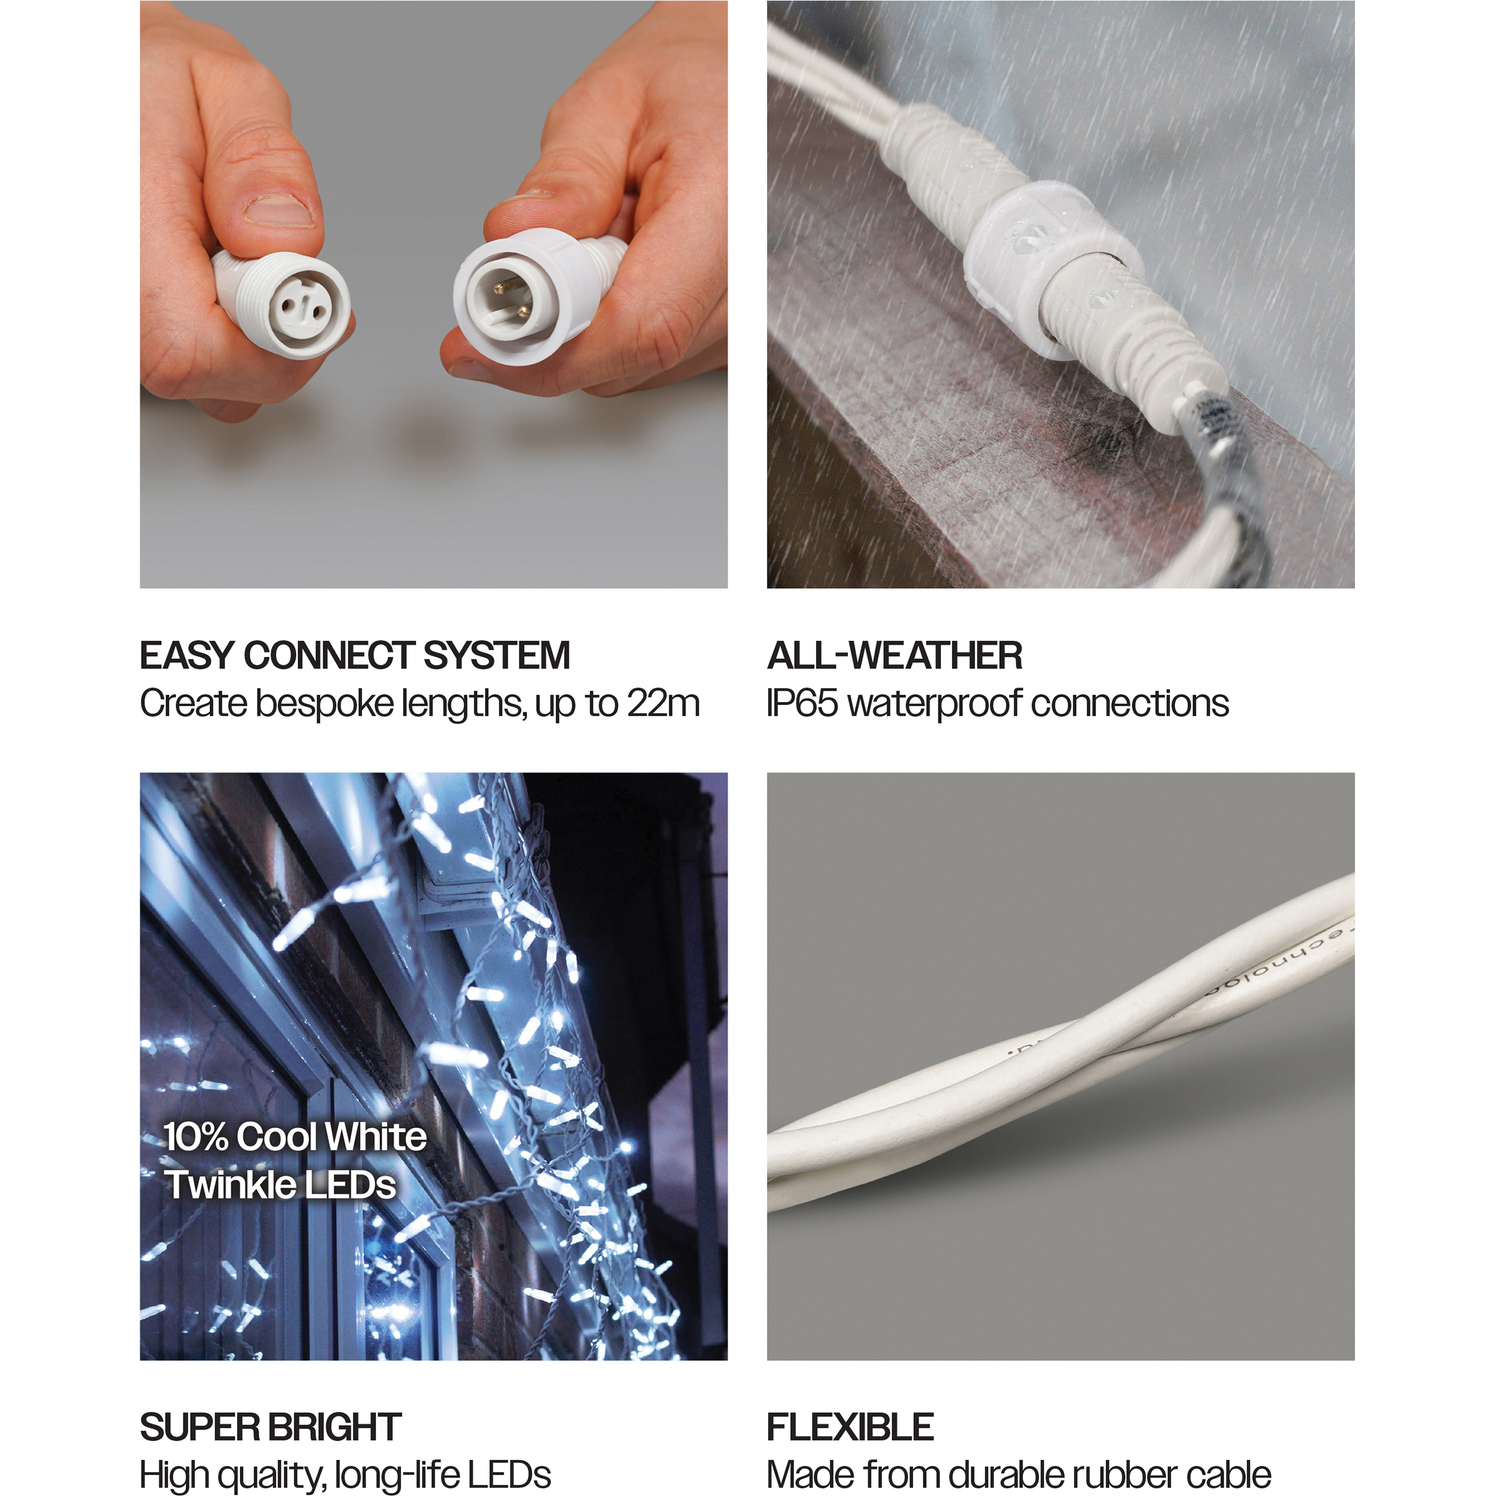 EASY CONNECT SYSTEM
Create bespoke lengths, up to 22m
ALL-WEATHER
IP65 waterproof connections
10% Cool White
Twinkle LEDs
SUPER BRIGHT
High quality, long-life LEDs
FLEXIBLE
Made from durable rubber cable